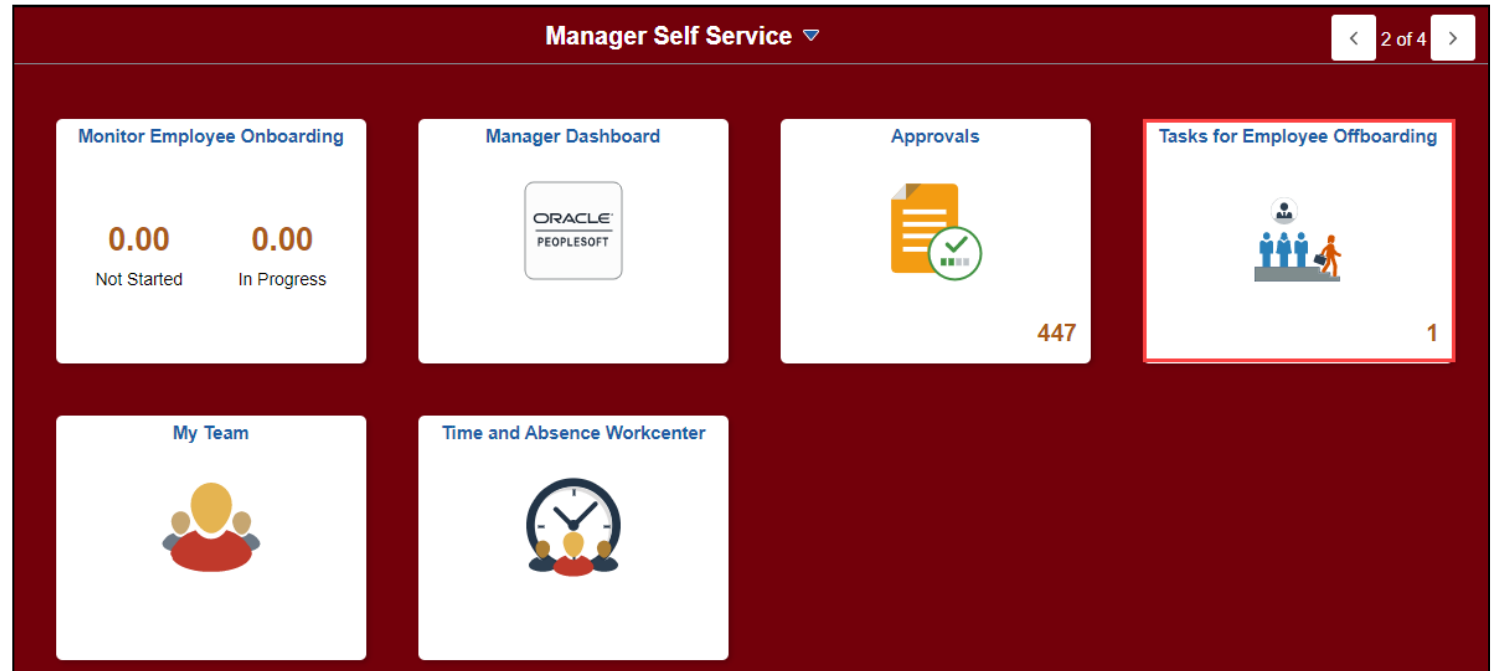 Manager Self Service
2 of 4
Monitor Employee Onboarding
0.00 0.00
Not Started In Progress
Manager Dashboard
ORACLE
PEOPLESOFT
Approvals
447
Tasks for Employee Offboarding
1
My Team
Time and Absence Workcenter